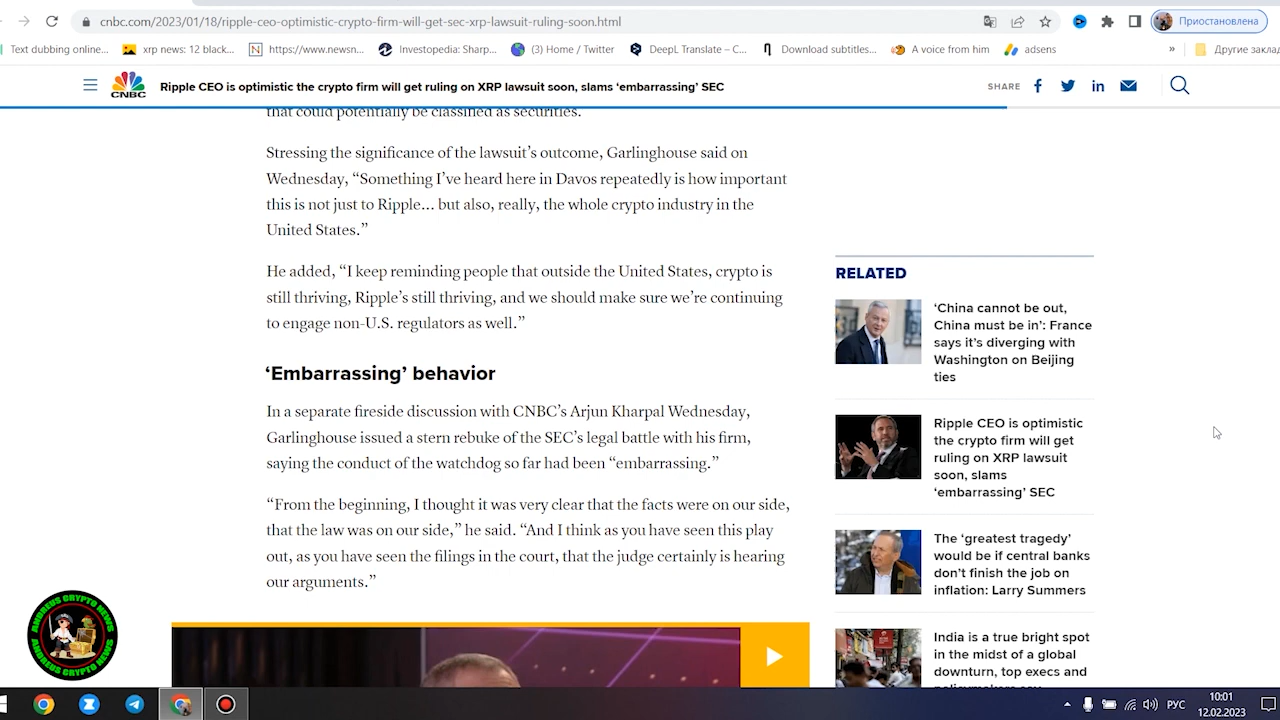 cnbc.com/2023/01/18/ripple-ceo-optimistic-crypto-firm-will-get-sec-xrp-lawsuit-ruling-soon.html
Приостановлена
Text dubbing online...
xrp news: 12 black...
https://www.newsn...
Investopedia: Sharp...
(3) Home / Twitter
DeepL Translate – C...
Download subtitles...
A voice from him
adsens
»
Другие закла
CNBC
Ripple CEO is optimistic the crypto firm will get ruling on XRP lawsuit soon, slams ‘embarrassing’ SEC
SHARE
that could potentially be classified as securities.
Stressing the significance of the lawsuit’s outcome, Garlinghouse said on
Wednesday, “Something I’ve heard here in Davos repeatedly is how important
this is not just to Ripple… but also, really, the whole crypto industry in the
United States.”
He added, “I keep reminding people that outside the United States, crypto is
still thriving, Ripple’s still thriving, and we should make sure we’re continuing
to engage non-U.S. regulators as well.”
‘Embarrassing’ behavior
In a separate fireside discussion with CNBC’s Arjun Kharpal Wednesday,
Garlinghouse issued a stern rebuke of the SEC’s legal battle with his firm,
saying the conduct of the watchdog so far had been “embarrassing.”
“From the beginning, I thought it was very clear that the facts were on our side,
that the law was on our side,” he said. “And I think as you have seen this play
out, as you have seen the filings in the court, that the judge certainly is hearing
our arguments.”
RELATED
‘China cannot be out,
China must be in’: France
says it’s diverging with
Washington on Beijing
ties
Ripple CEO is optimistic
the crypto firm will get
ruling on XRP lawsuit
soon, slams
‘embarrassing’ SEC
The ‘greatest tragedy’
would be if central banks
don’t finish the job on
inflation: Larry Summers
India is a true bright spot
in the midst of a global
downturn, top execs and
ANDREUS CRYPTO NEWS
ANDREUS CRYPTO NEWS
РУС
10:01
12.02.2023